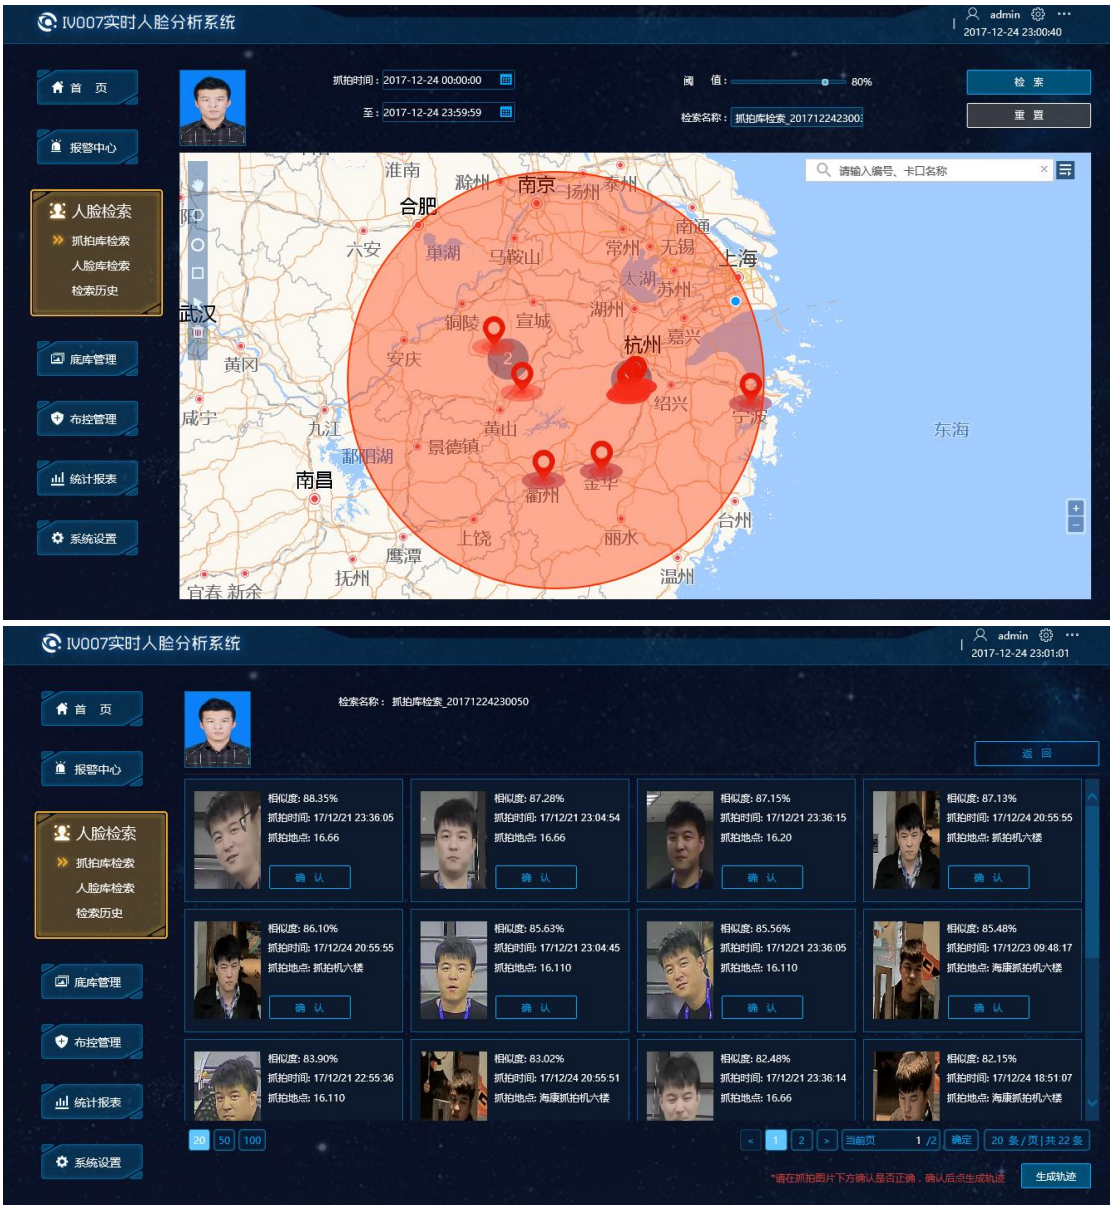 IV007实时人脸分析系统
admin
2017-12-24 23:00:40
首 页
报警中心
人脸检索
抓拍库检索
人脸库检索
检索历史
底库管理
布控管理
统计报表
系统设置
抓拍时间：2017-12-24 00:00:00
至：2017-12-24 23:59:59
阈 值：80%
检索名称：抓拍库检索_201712242300
检 索
重 置
请输入编号、卡口名称
淮南
滁州
南京
扬州
泰州
合肥
南通
六安
巢湖
马鞍山
常州
无锡
上海
太湖
苏州
武汉
铜陵
宣城
湖州
嘉兴
杭州
黄冈
安庆
2
绍兴
宁波
咸宁
九江
黄山
东海
鄱阳湖
景德镇
南昌
衢州
金华
台州
上饶
丽水
鹰潭
抚州
温州
宜春
新余
IV007实时人脸分析系统
admin
2017-12-24 23:01:01
首 页
报警中心
人脸检索
抓拍库检索
人脸库检索
检索历史
底库管理
布控管理
统计报表
系统设置
检索名称：抓拍库检索_20171224230050
返 回
相似度: 88.35%
抓拍时间: 17/12/21 23:36:05
抓拍地点: 16.66
确 认
相似度: 87.28%
抓拍时间: 17/12/21 23:04:54
抓拍地点: 16.66
确 认
相似度: 87.15%
抓拍时间: 17/12/21 23:36:15
抓拍地点: 16.20
确 认
相似度: 87.13%
抓拍时间: 17/12/24 20:55:55
抓拍地点: 抓拍机六楼
确 认
相似度: 86.10%
抓拍时间: 17/12/24 20:55:55
抓拍地点: 抓拍机六楼
确 认
相似度: 85.63%
抓拍时间: 17/12/21 23:04:45
抓拍地点: 16.110
确 认
相似度: 85.56%
抓拍时间: 17/12/21 23:36:05
抓拍地点: 16.110
确 认
相似度: 85.48%
抓拍时间: 17/12/23 09:48:17
抓拍地点: 海康抓拍机六楼
确 认
相似度: 83.90%
抓拍时间: 17/12/21 22:55:36
抓拍地点: 16.110
相似度: 83.02%
抓拍时间: 17/12/24 20:55:51
抓拍地点: 海康抓拍机六楼
相似度: 82.48%
抓拍时间: 17/12/21 23:36:14
抓拍地点: 16.66
相似度: 82.15%
抓拍时间: 17/12/24 18:51:07
抓拍地点: 海康抓拍机六楼
20 50 100
< 1 2 > 当前页 1 /2 确定 20 条/页|共22条
*请在抓拍图片下方确认是否正确，确认后点生成轨迹
生成轨迹